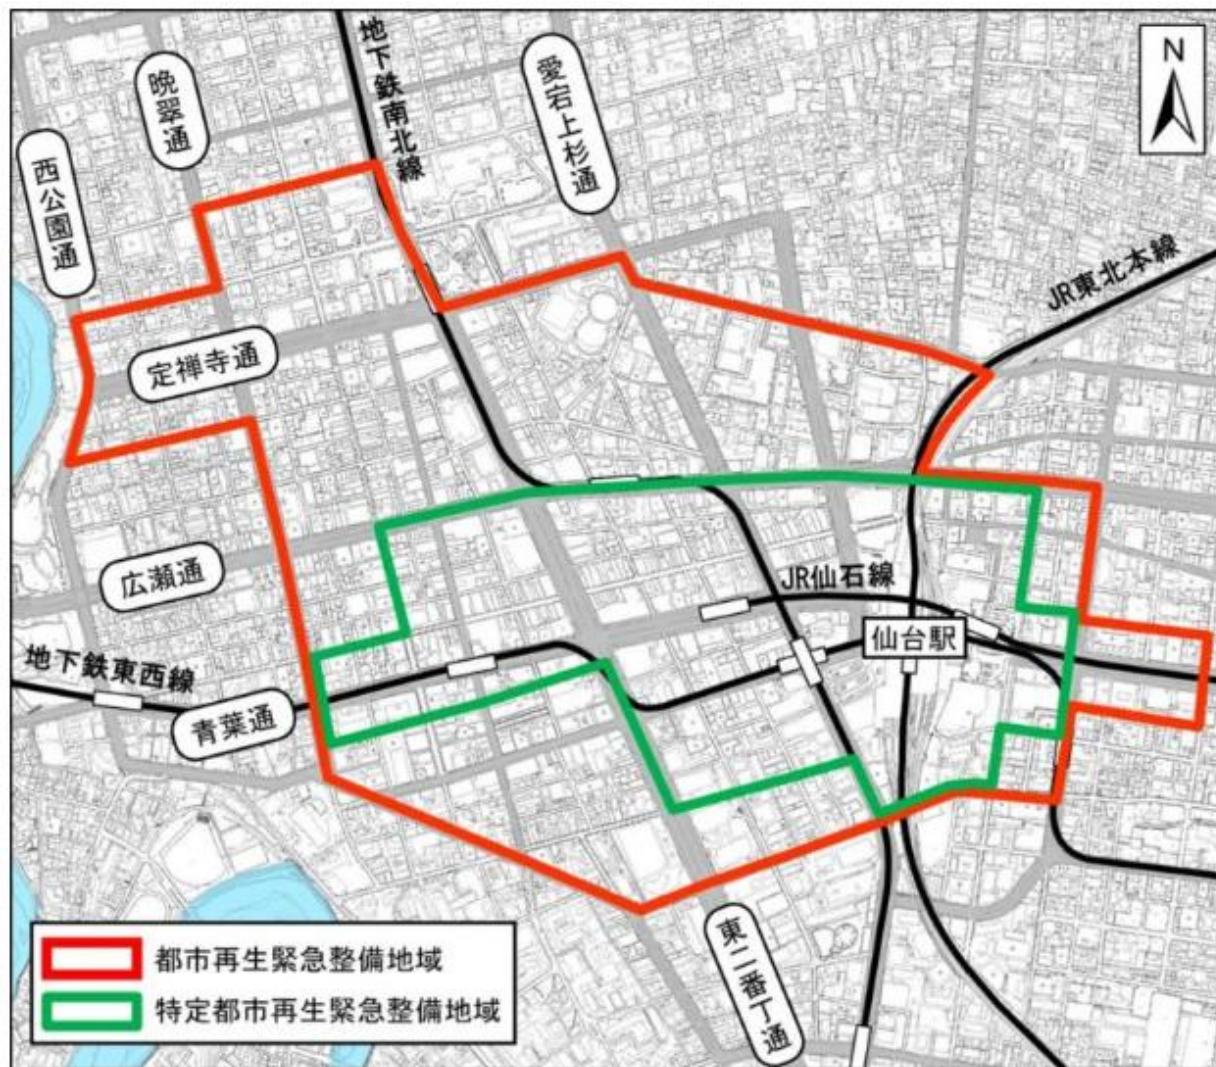 N
地下鉄南北線
愛宕上杉通
晩翠通
西公園通
JR東北本線
定禅寺通
広瀬通
JR仙石線
仙台駅
地下鉄東西線
青葉通
東二番丁通
都市再生緊急整備地域
特定都市再生緊急整備地域